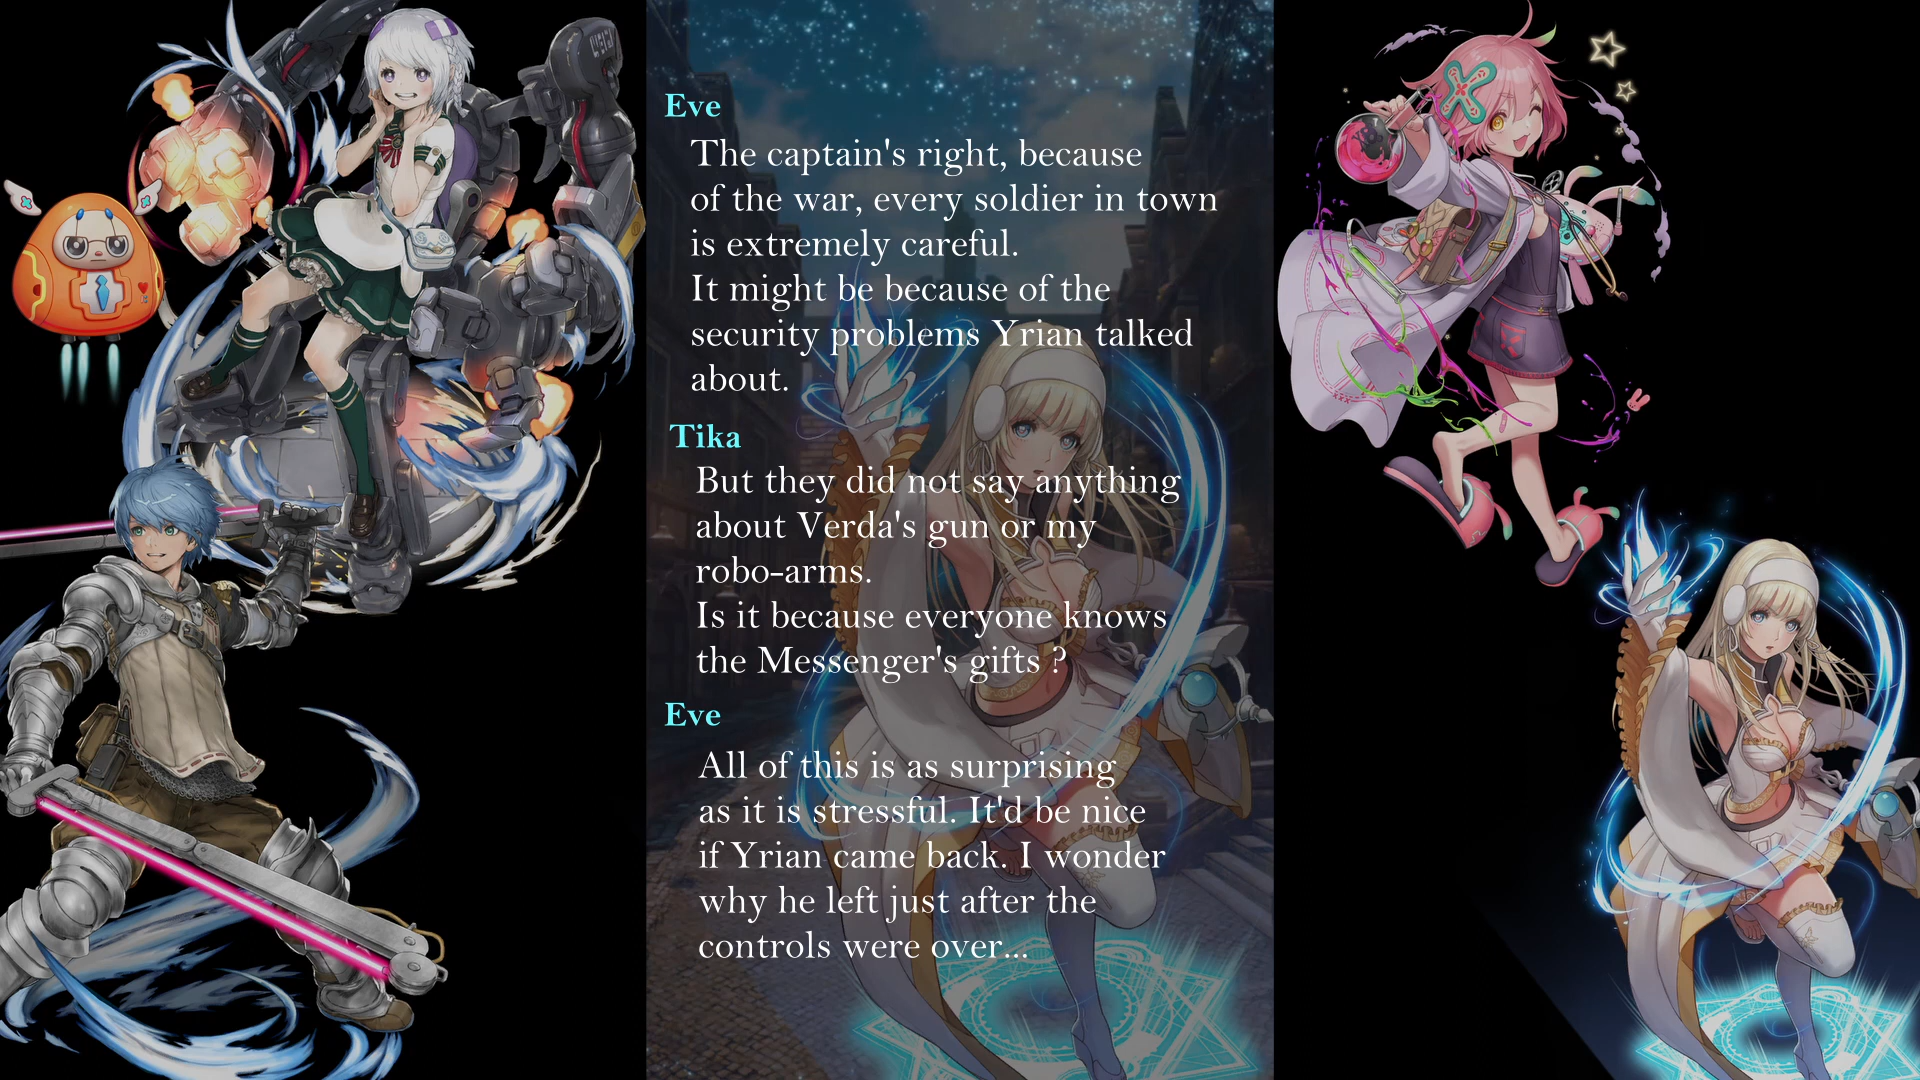 Eve
The captain's right, because
of the war, every soldier in town
is extremely careful.
It might be because of the
security problems Yrian talked
about.
Tika
But they did not say anything
about Verda's gun or my
robo-arms.
Is it because everyone knows
the Messenger's gifts ?
Eve
All of this is as surprising
as it is stressful. It'd be nice
if Yrian came back. I wonder
why he left just after the
controls were over...